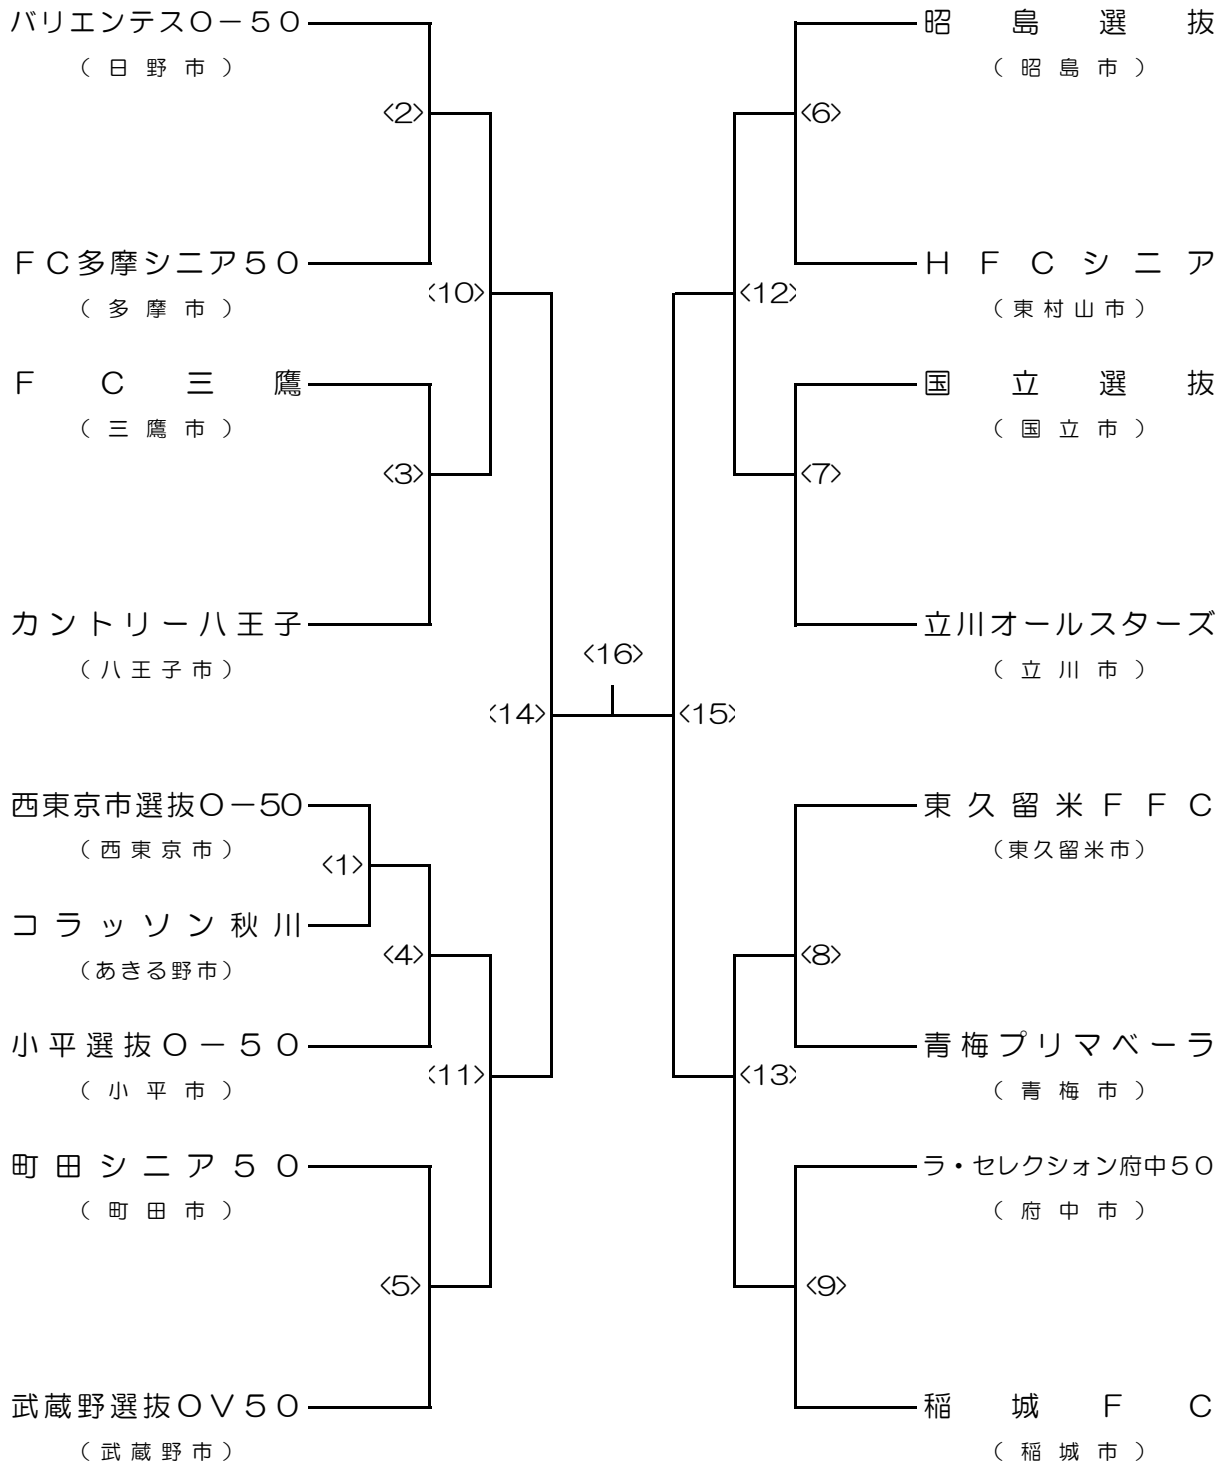 バリエンテスO－50
（日野市）
<2>
FC多摩シニア50
（多摩市）
<10>
FC三鷹
（三鷹市）
<3>
カントリー八王子
（八王子市）
<14>
西東京市選抜O－50
（西東京市）
<1>
コラッソン秋川
（あきる野市）
<4>
小平選抜O－50
（小平市）
<11>
町田シニア50
（町田市）
<5>
武蔵野選抜OV50
（武蔵野市）
<16>
昭島選抜
（昭島市）
<6>
HFCシニア
（東村山市）
<12>
国立選抜
（国立市）
<7>
立川オールスターズ
（立川市）
<15>
東久留米FFC
（東久留米市）
<8>
青梅プリマベーラ
（青梅市）
<13>
ラ・セレクション府中50
（府中市）
<9>
稲城FC
（稲城市）